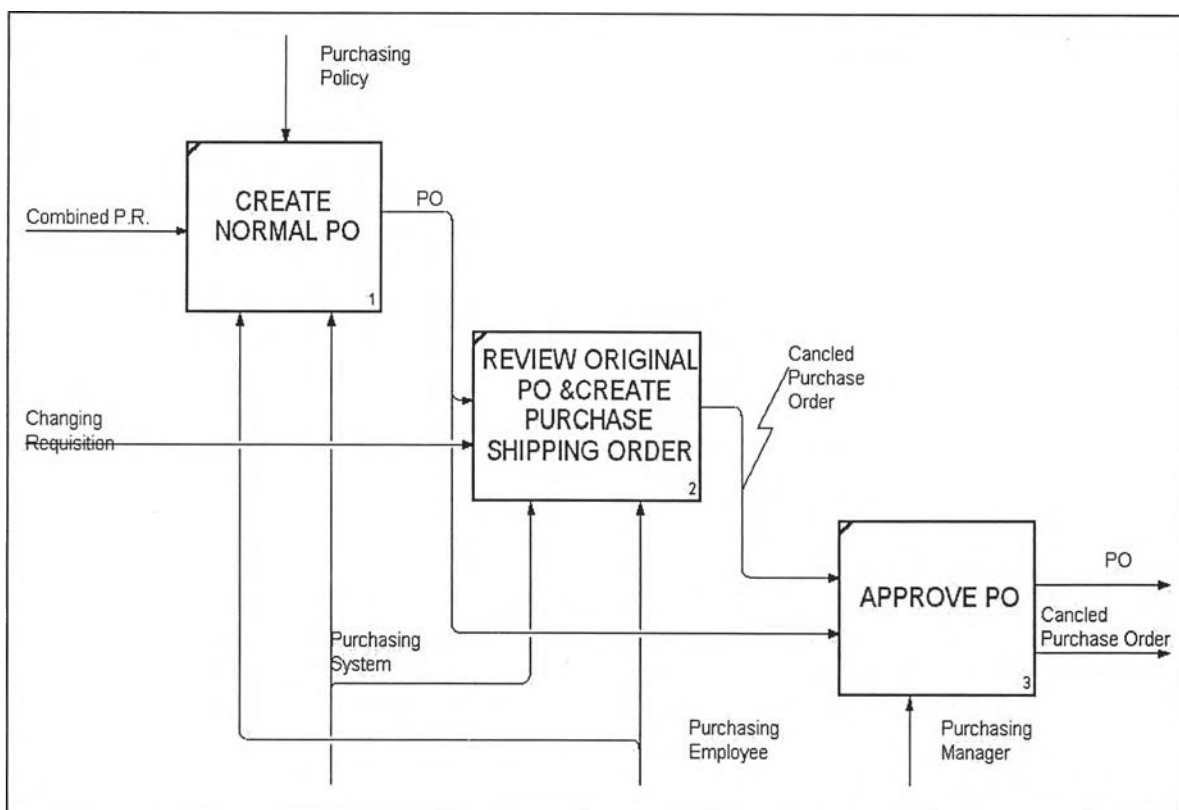 Purchasing
Policy
CREATE
NORMAL PO
1
PO
Combined P.R.
REVIEW ORIGINAL
PO &CREATE
PURCHASE
SHIPPING ORDER
2
Cancled
Purchase
Order
Changing
Requisition
APPROVE PO
3
PO
Cancled
Purchase Order
Purchasing
System
Purchasing
Employee
Purchasing
Manager